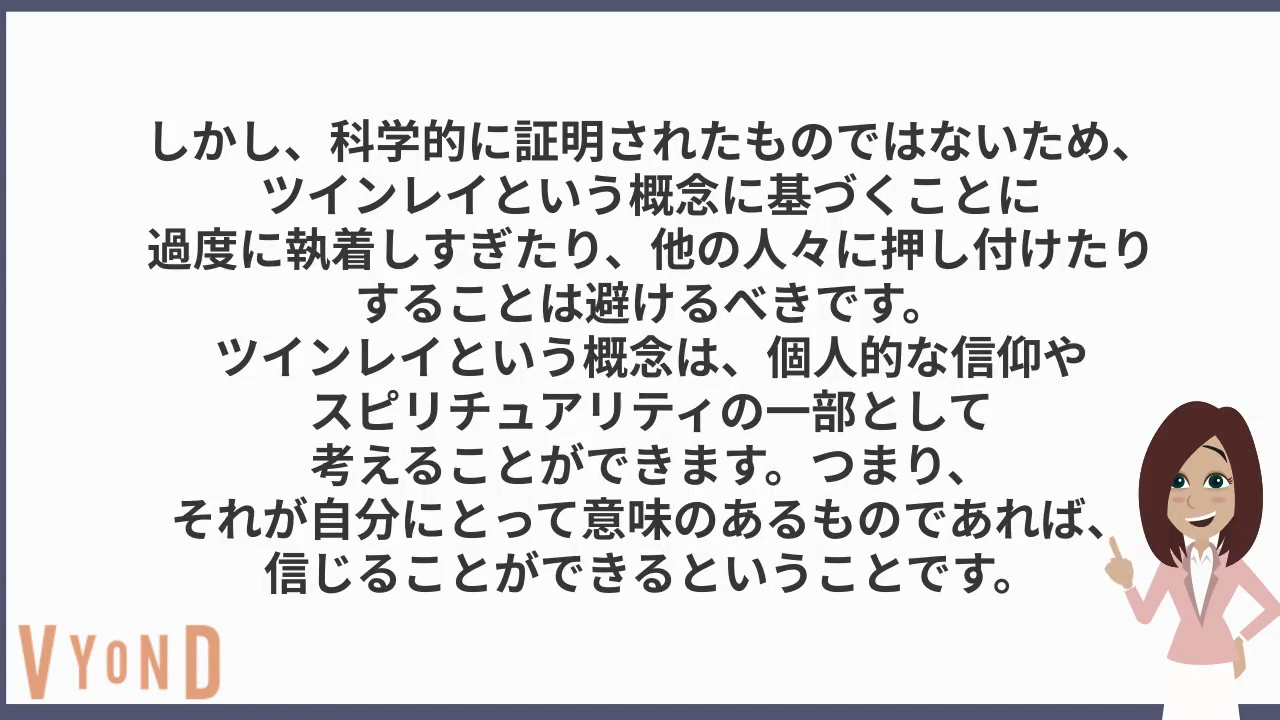 しかし、科学的に証明されたものではないため、
ツインレイという概念に基づくことに
過度に執着しすぎたり、他の人々に押し付けたり
することは避けるべきです。
ツインレイという概念は、個人的な信仰や
スピリチュアリティの一部として
考えることができます。つまり、
それが自分にとって意味のあるものであれば、
信じることができるということです。
VYOND